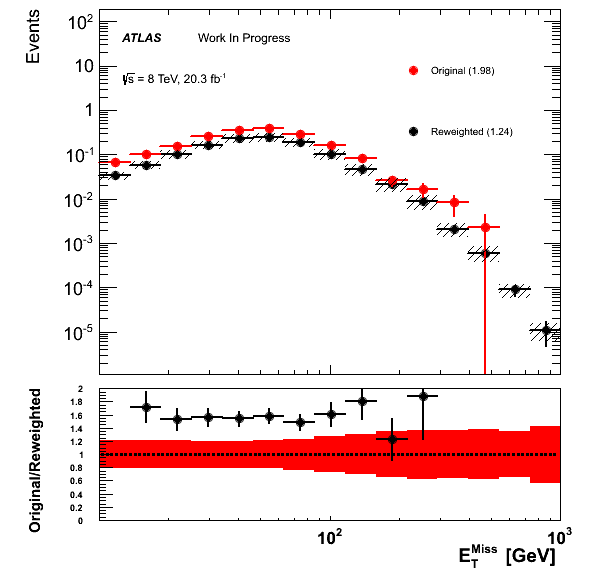 Events
10²
10
1
10⁻¹
10⁻²
10⁻³
10⁻⁴
10⁻⁵
ATLAS Work In Progress
√s = 8 TeV, 20.3 fb⁻¹
Original (1.98)
Reweighted (1.24)
Original/Reweighted
2
1.8
1.6
1.4
1.2
1
0.8
0.6
0.4
0.2
0
10² 10³
E_T^Miss [GeV]